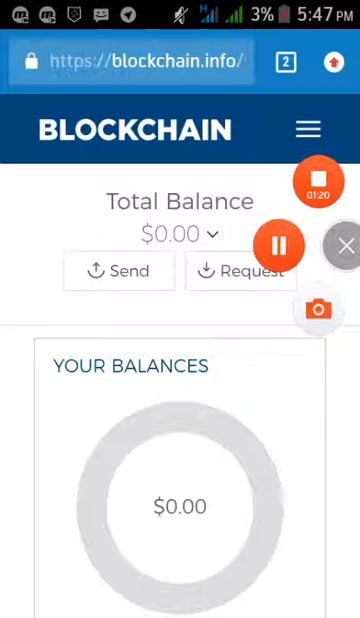 3% 5:47 PM
https://blockchain.info/ 2
BLOCKCHAIN
01:20
Total Balance
$0.00
Send
Request
YOUR BALANCES
$0.00